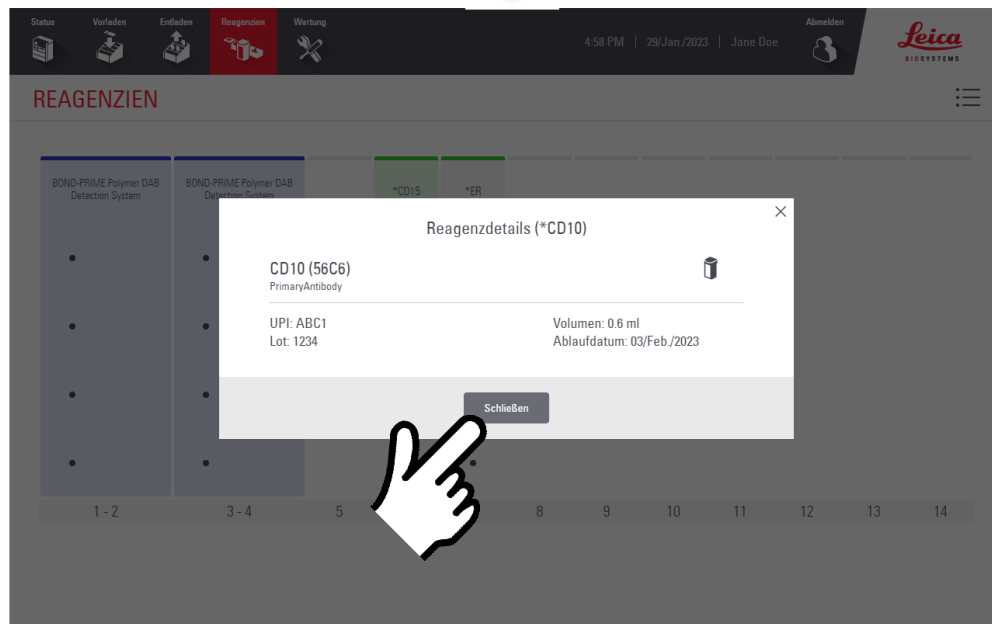 Status Vorladen Entladen Reagenzien Wartung Abmelden
4:58 PM | 29/Jan./2023 | Jane Doe
Leica
BIOSYSTEMS
REAGENZIEN
BOND-PRIME Polymer DAB
Detection System
BOND-PRIME Polymer DAB
Detection System
*CD15
*ER
Reagenzdetails (*CD10)
CD10 (56C6)
PrimaryAntibody
UPI: ABC1
Lot: 1234
Volumen: 0.6 ml
Ablaufdatum: 03/Feb./2023
Schließen
1 - 2 3 - 4 5 8 9 10 11 12 13 14